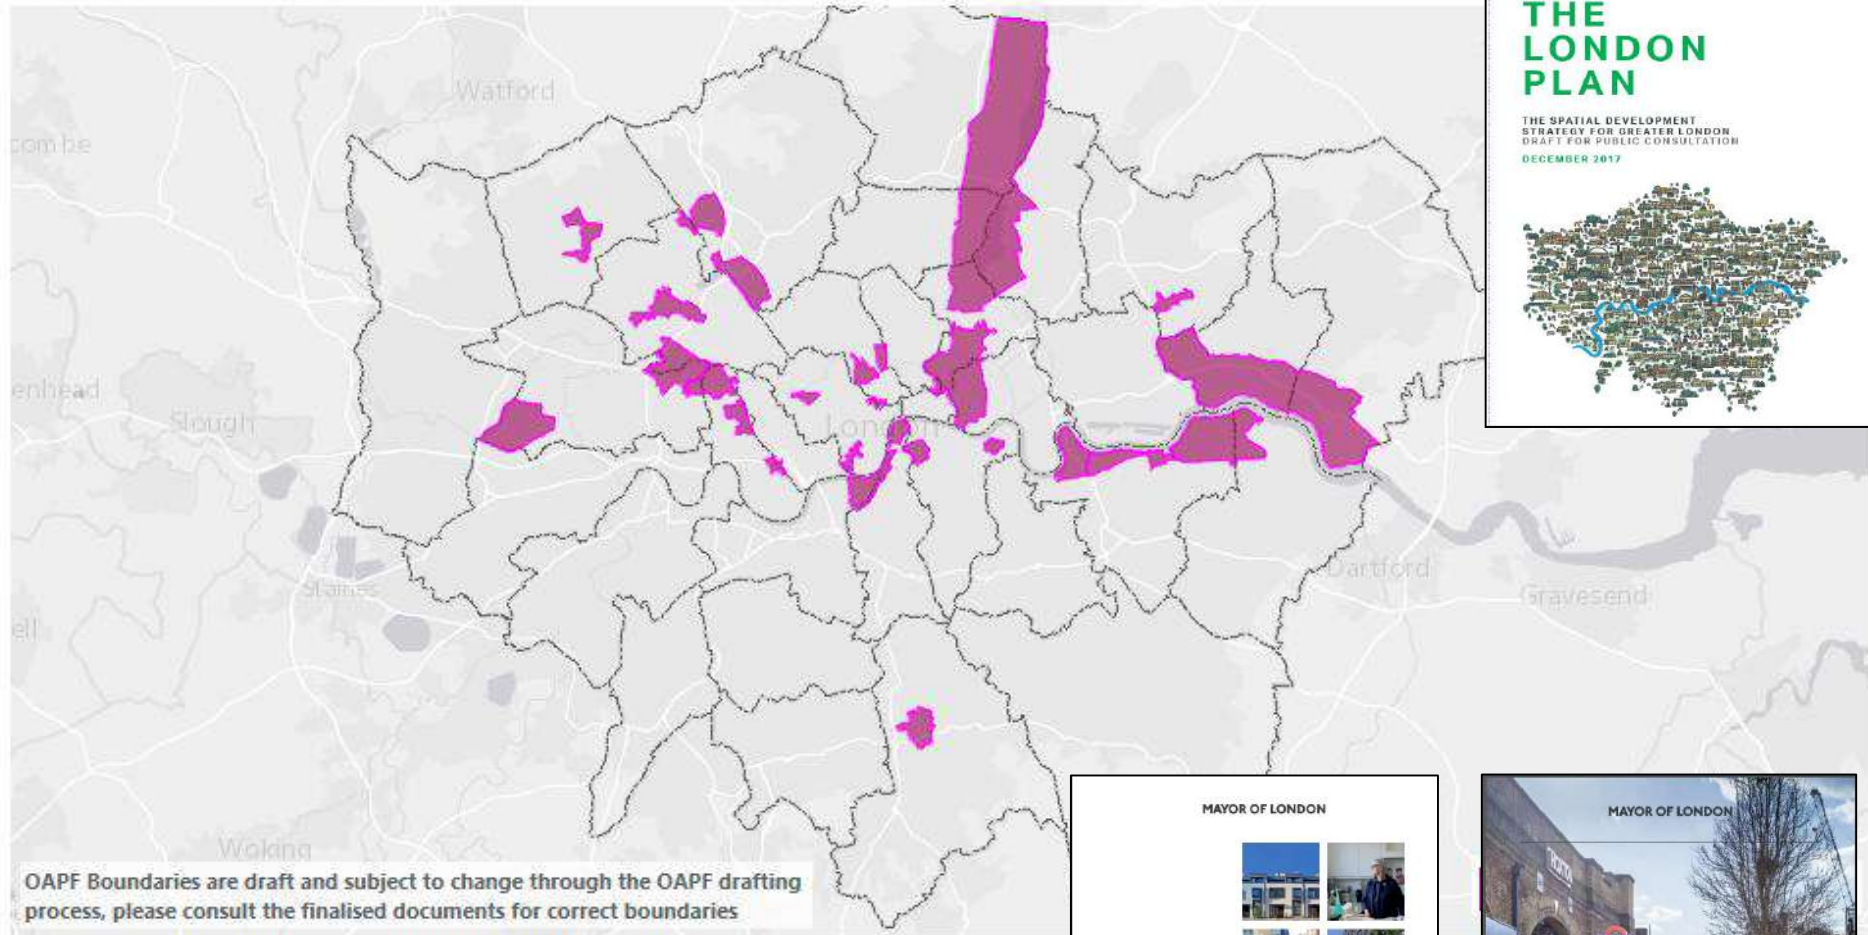 THE
LONDON
PLAN
THE SPATIAL DEVELOPMENT
STRATEGY FOR GREATER LONDON
DRAFT FOR PUBLIC CONSULTATION
DECEMBER 2017
Watford
combe
enhead
Slough
London
Staines
Dartford
Gravesend
ell
Woking
OAPF Boundaries are draft and subject to change through the OAPF drafting
process, please consult the finalised documents for correct boundaries
MAYOR OF LONDON
MAYOR OF LONDON